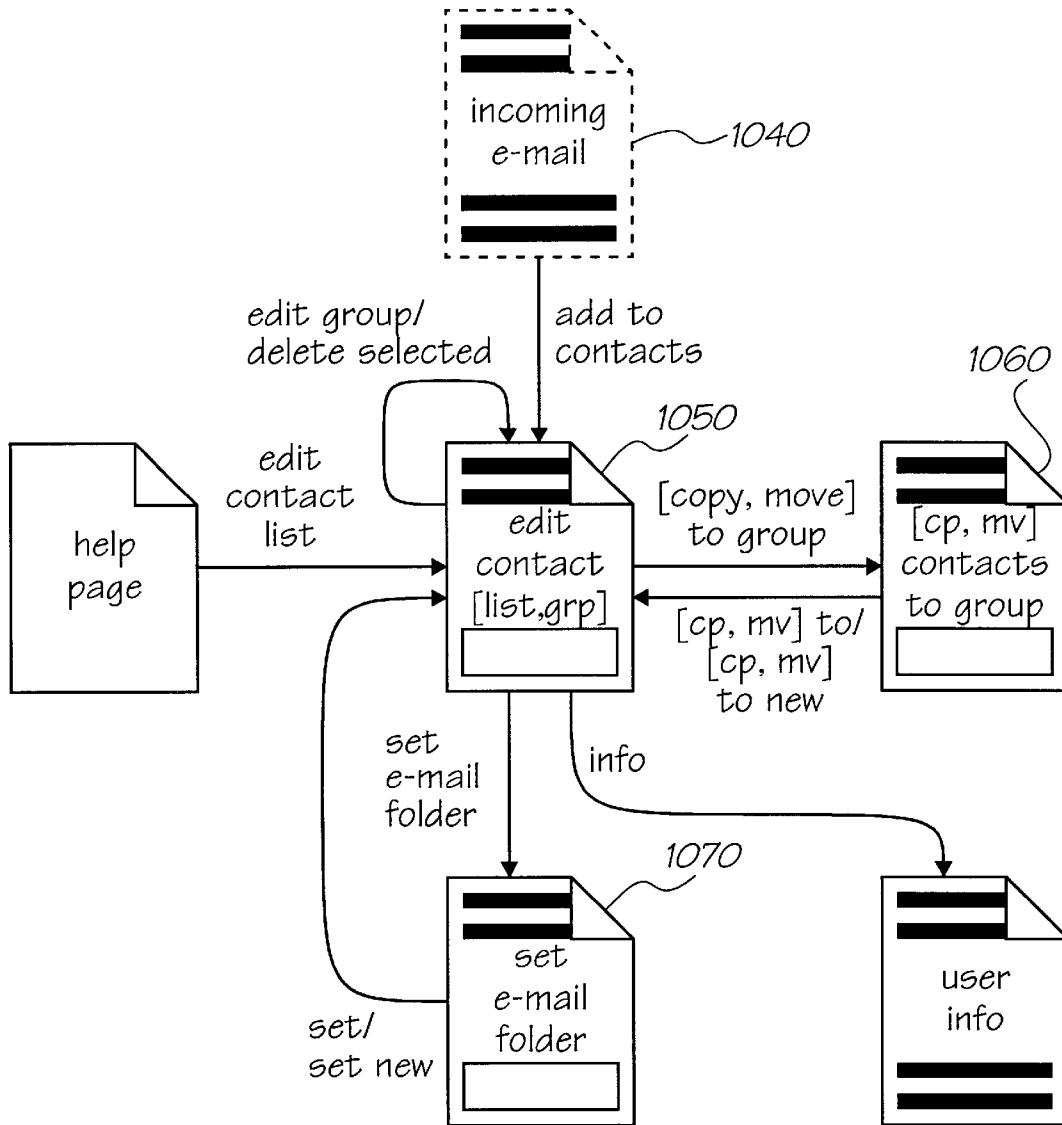 incoming
e-mail
1040
edit group/
delete selected
add to
contacts
1060
1050
edit
contact
list
help
page
edit
contact
[list,grp]
[copy, move]
to group
[cp, mv]
contacts
to group
[cp, mv] to/
[cp, mv]
to new
set
e-mail
folder
info
1070
set
e-mail
folder
user
info
set/
set new